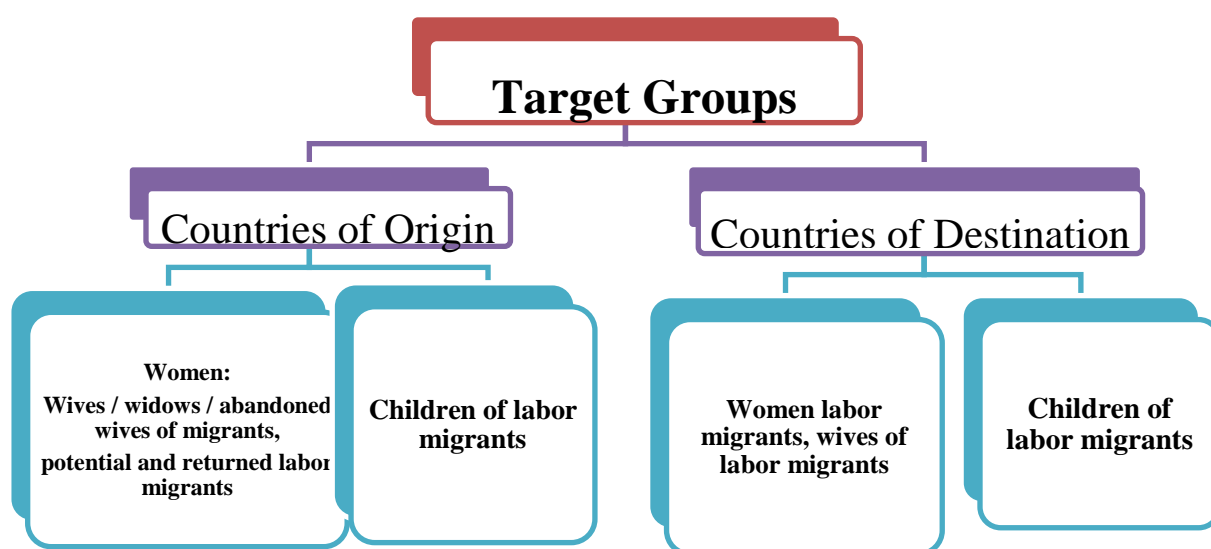 Target Groups
Countries of Origin
Countries of Destination
Women:
Wives / widows / abandoned
wives of migrants,
potential and returned labor
migrants
Children of labor
migrants
Women labor
migrants, wives of
labor migrants
Children of
labor migrants